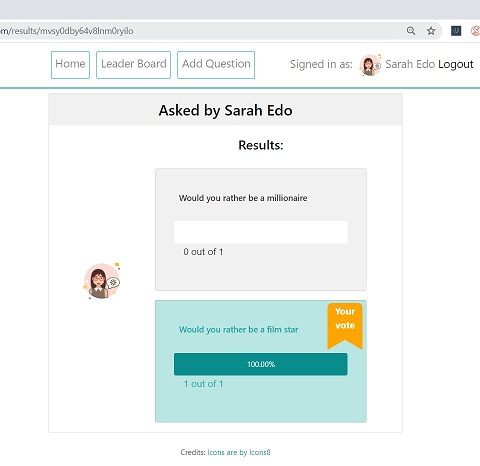 om/results/mvsy0dby64v8lnm0ryilo
Home Leader Board Add Question Signed in as: Sarah Edo Logout
Asked by Sarah Edo
Results:
Would you rather be a millionaire
0 out of 1
Your
vote
Would you rather be a film star
100.00%
1 out of 1
Credits: Icons are by Icons8